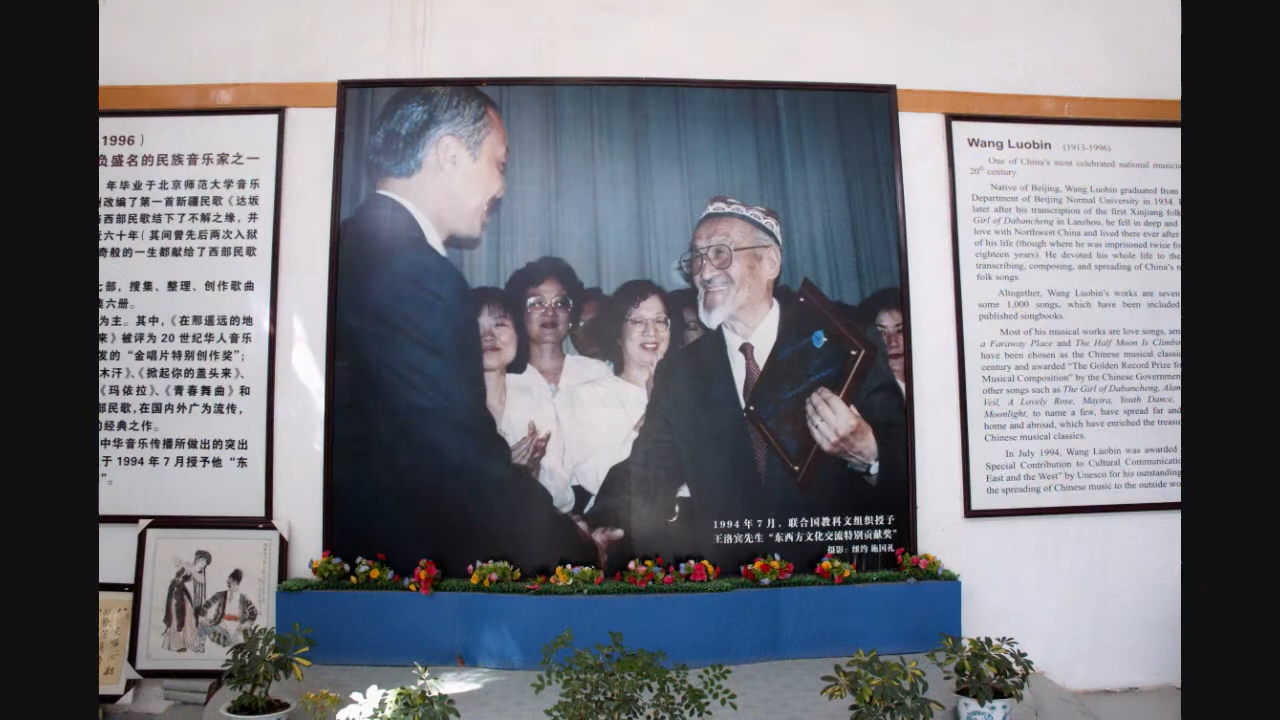 1996 )
负盛名的民族音乐家之一
年毕业于北京师范大学音乐
改编了第一首新疆民歌《达坂
西部民歌结下了不解之缘，并
六十年(其间曾先后两次入狱
奇般的一生都献给了西部民歌
七部，搜集、整理、创作歌曲
六册。
为主。其中，《在那遥远的地
来》被评为 20 世纪华人音乐
发的“金唱片特别创作奖”；
木汗》、《掀起你的盖头来》、
《玛依拉》、《青春舞曲》和
部民歌,在国内外广为流传，
经典之作。
中华音乐传播所做出的突出
于 1994 年 7 月授予他“东
”。
1994 年 7 月，联合国教科文组织授予
王洛宾先生“东西方文化交流特别贡献奖”
摄影：纽约 施国礼
Wang Luobin (1913-1996)
One of China's most celebrated national musicia
20th century.
Native of Beijing, Wang Luobin graduated from
Department of Beijing Normal University in 1934.
later after his transcription of the first Xinjiang folk
Girl of Dabancheng in Lanzhou, he fell in deep and
love with Northwest China and lived there ever after
of his life (though where he was imprisoned twice fo
eighteen years). He devoted his whole life to the
transcribing, composing, and spreading of China's n
folk songs.
Altogether, Wang Luobin's works are seven
some 1,000 songs, which have been included
published songbooks.
Most of his musical works are love songs, am
a Faraway Place and The Half Moon Is Climbin
have been chosen as the Chinese musical classic
century and awarded "The Golden Record Prize fo
Musical Composition" by the Chinese Governmen
other songs such as The Girl of Dabancheng, Alam
Veil, A Lovely Rose, Mayira, Youth Dance,
Moonlight, to name a few, have spread far and
home and abroad, which have enriched the treasu
Chinese musical classics.
In July 1994, Wang Luobin was awarded
Special Contribution to Cultural Communicatio
East and the West" by Unesco for his outstanding
the spreading of Chinese music to the outside wo